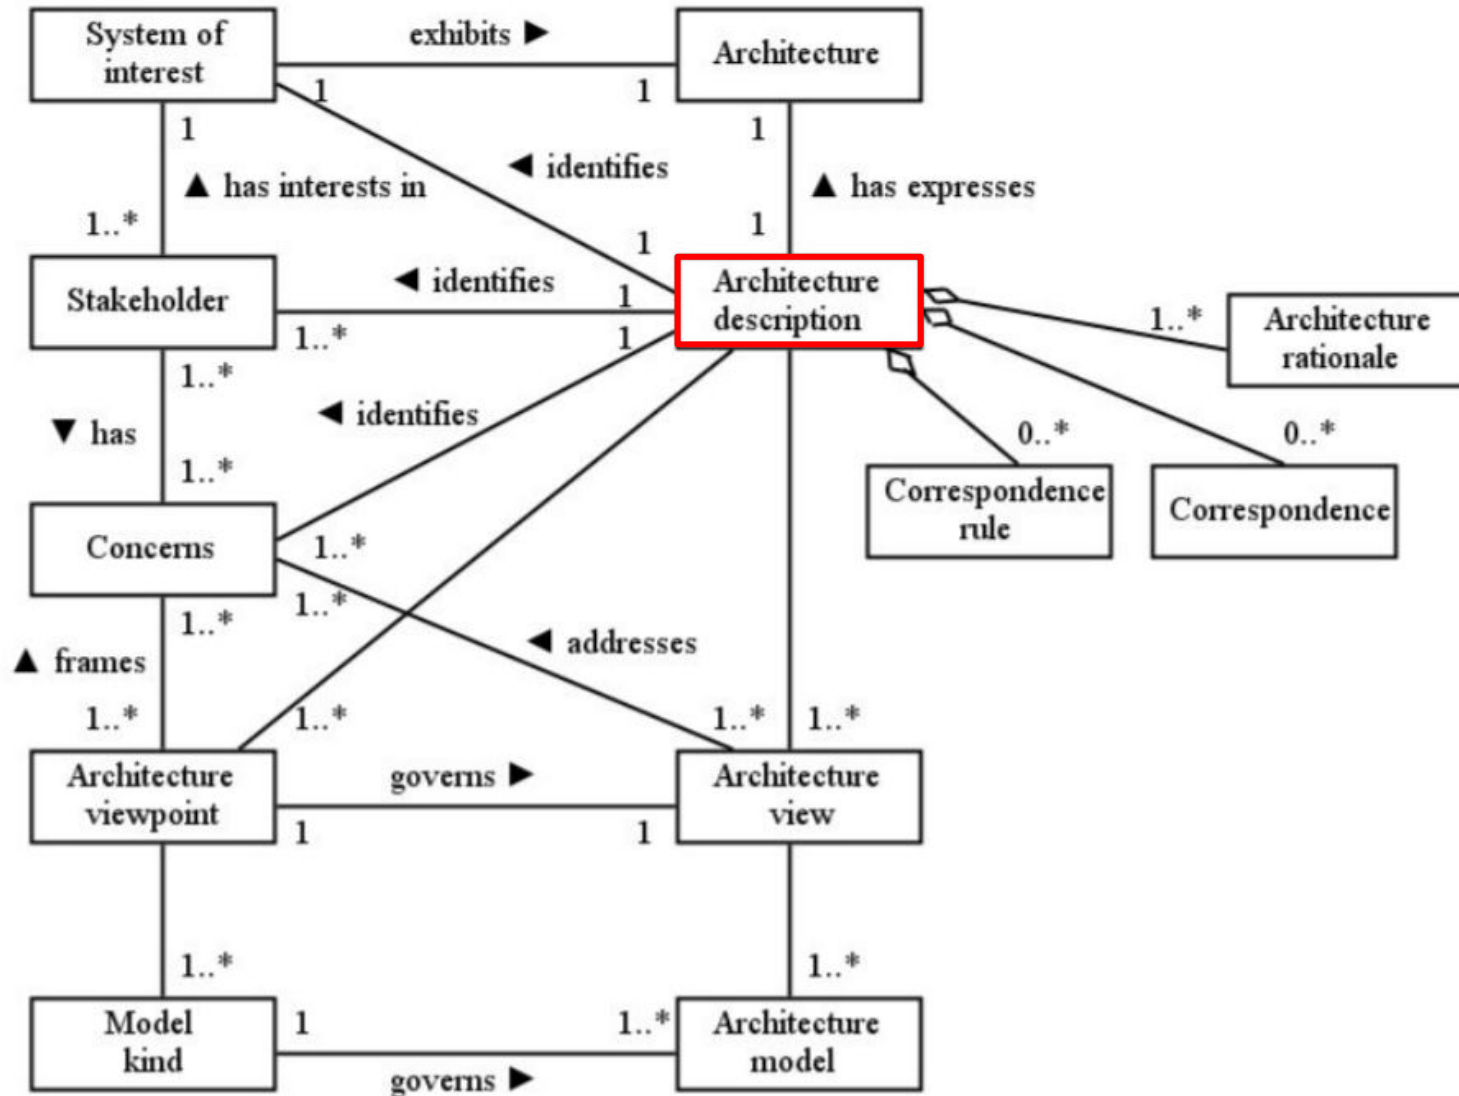 System of
interest
exhibits ►
Architecture
1
1
1
1
◄ identifies
▲ has interests in
▲ has expresses
1..*
1
1
Stakeholder
◄ identifies
1
1..*
Architecture
description
1..*
Architecture
rationale
1..*
1
▼ has
◄ identifies
0..*
0..*
1..*
Correspondence
rule
Correspondence
Concerns
1..*
1..*
1..*
◄ addresses
▲ frames
1..*
1..*
1..*
1..*
Architecture
viewpoint
governs ►
Architecture
view
1
1
1..*
1..*
Model
kind
1
1..*
Architecture
model
governs ►